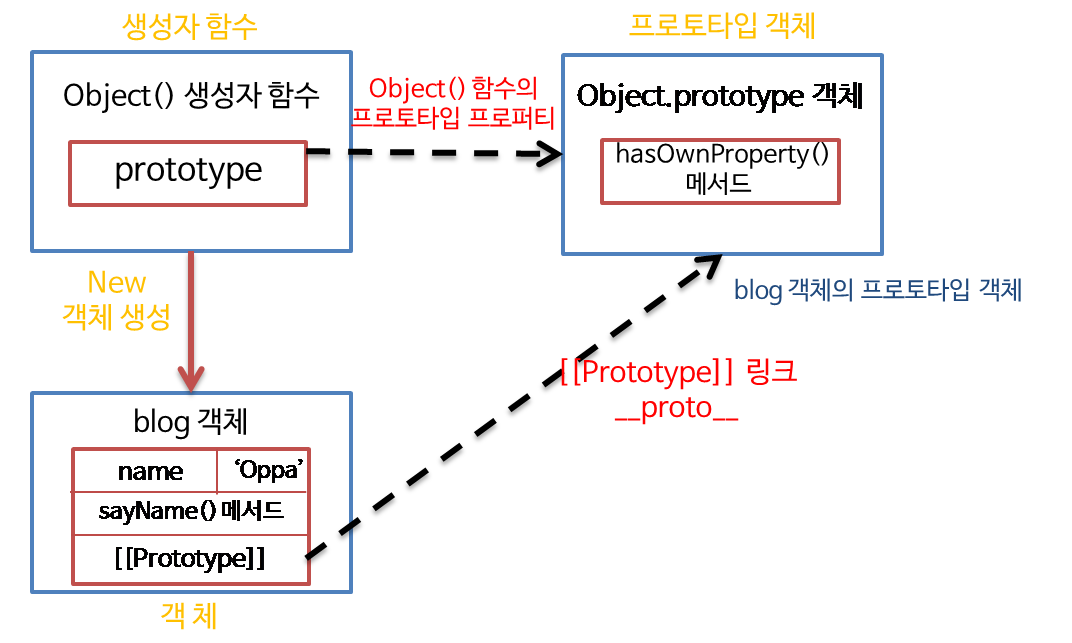 생성자 함수
프로토타입 객체
Object() 생성자 함수
prototype
Object() 함수의
프로토타입 프로퍼티
Object.prototype 객체
hasOwnProperty()
메서드
New
객체 생성
blog 객체의 프로토타입 객체
[[Prototype]] 링크
__proto__
blog 객체
name ‘Oppa’
sayName() 메서드
[[Prototype]]
객 체